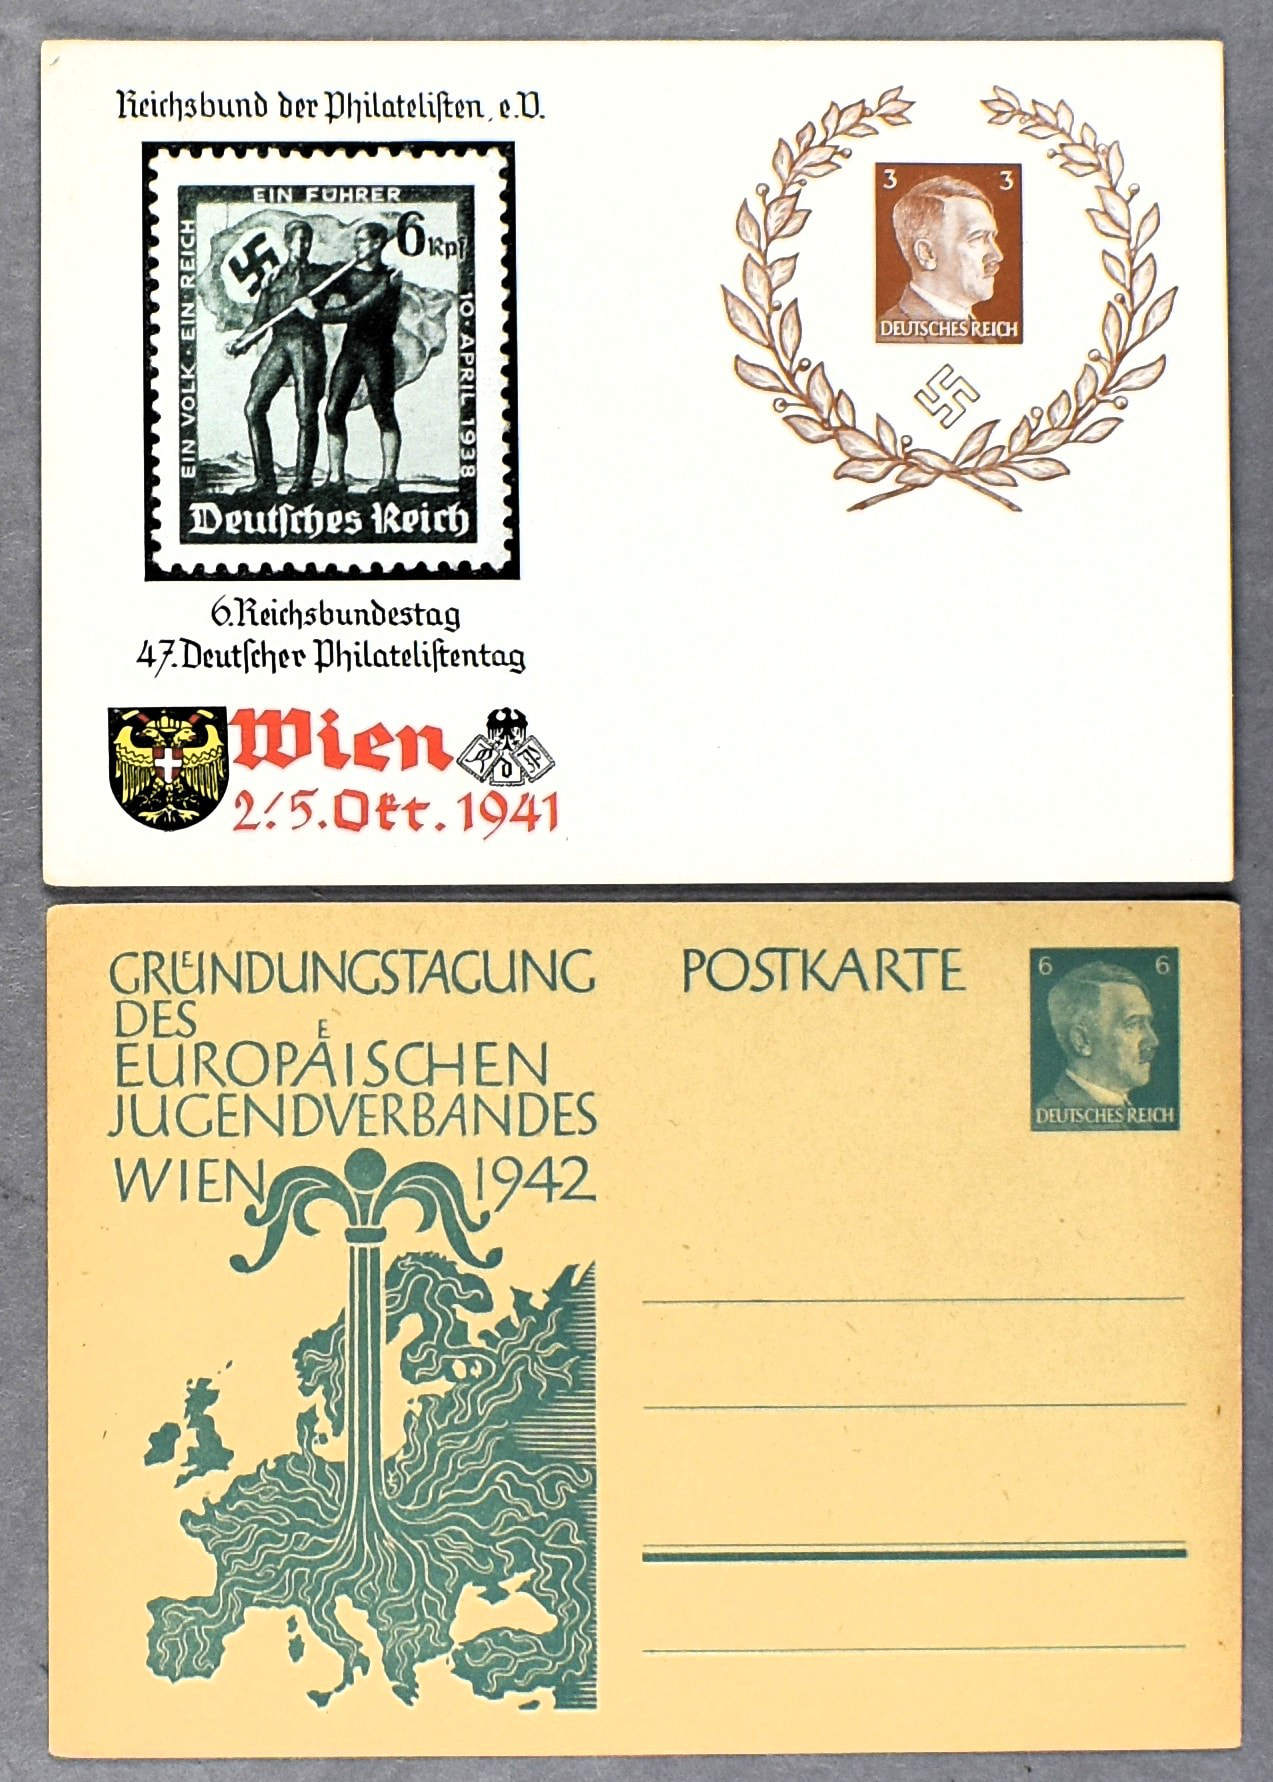 Reichsbund der Philatelisten, e.V.
EIN FÜHRER
EIN VOLK · EIN REICH
6 Rpf
10 · APRIL 1938
Deutsches Reich
6. Reichsbundestag
47. Deutscher Philatelistentag
Wien
R d P
2./5. Okt. 1941
3 3
DEUTSCHES REICH
GRUENDUNGSTAGUNG
DES
EUROPAEISCHEN
JUGENDVERBANDES
WIEN 1942
POSTKARTE
6 6
DEUTSCHES REICH